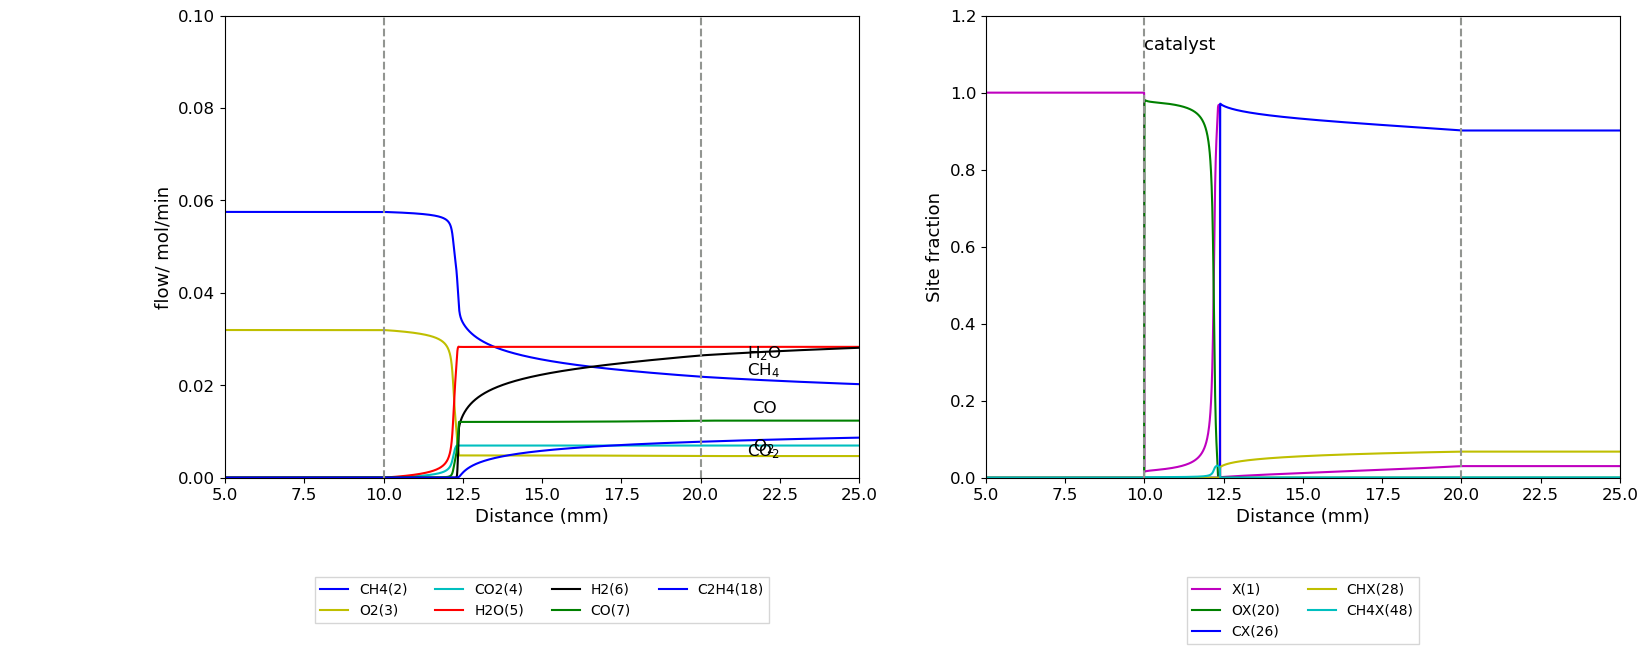 0.10
0.08
0.06
0.04
0.02
0.00
flow/ mol/min
5.0 7.5 10.0 12.5 15.0 17.5 20.0 22.5 25.0
Distance (mm)
H₂O
CH₄
CO
O₂
CO₂
CH4(2) CO2(4) H2(6) C2H4(18)
O2(3) H2O(5) CO(7)
1.2
1.0
0.8
0.6
0.4
0.2
0.0
Site fraction
catalyst
5.0 7.5 10.0 12.5 15.0 17.5 20.0 22.5 25.0
Distance (mm)
X(1) CHX(28)
OX(20) CH4X(48)
CX(26)